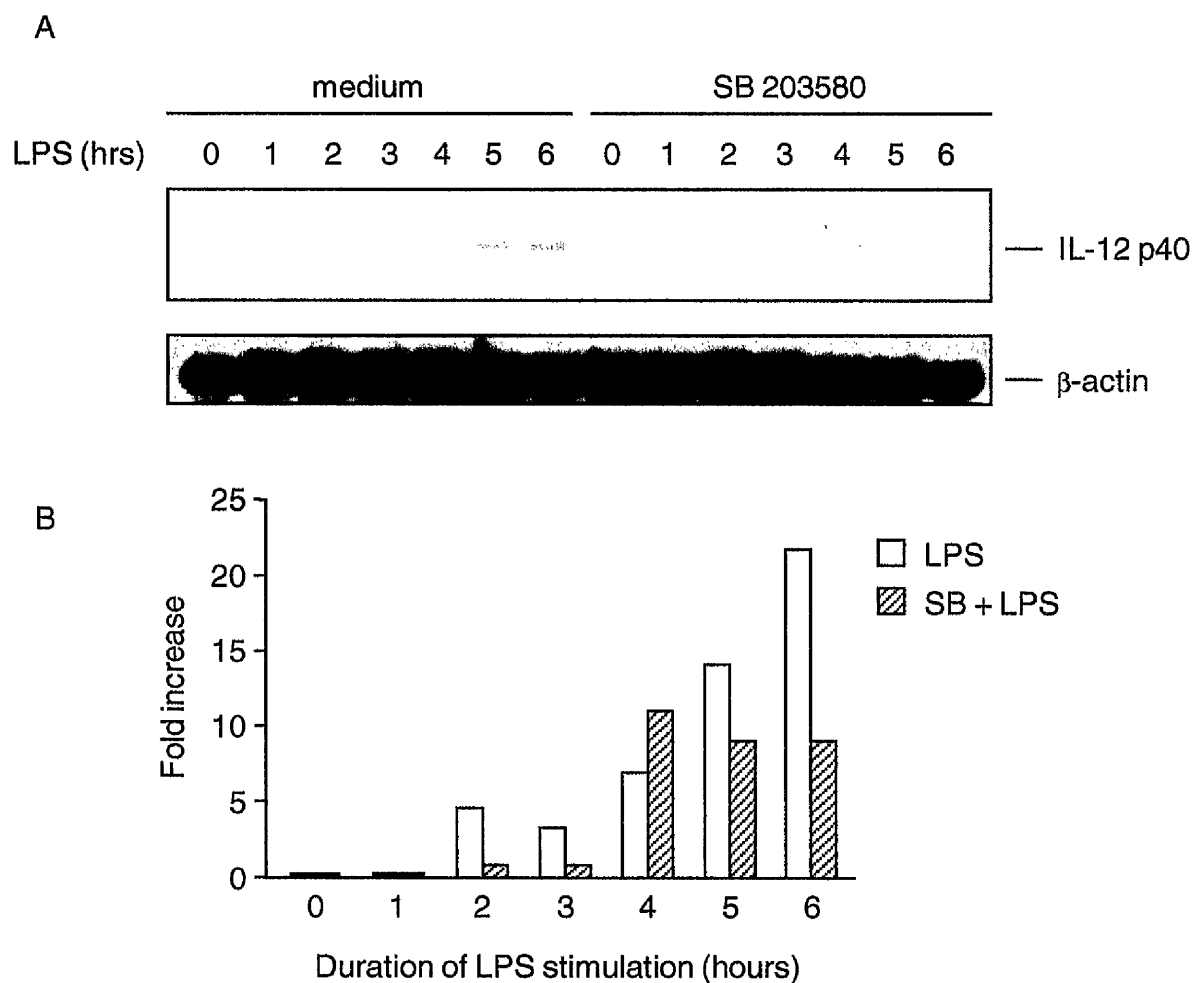 A
medium SB 203580
LPS (hrs) 0 1 2 3 4 5 6 0 1 2 3 4 5 6
IL-12 p40
β-actin
B
25
20
15
10
5
0
Fold increase
LPS
SB + LPS
0 1 2 3 4 5 6
Duration of LPS stimulation (hours)